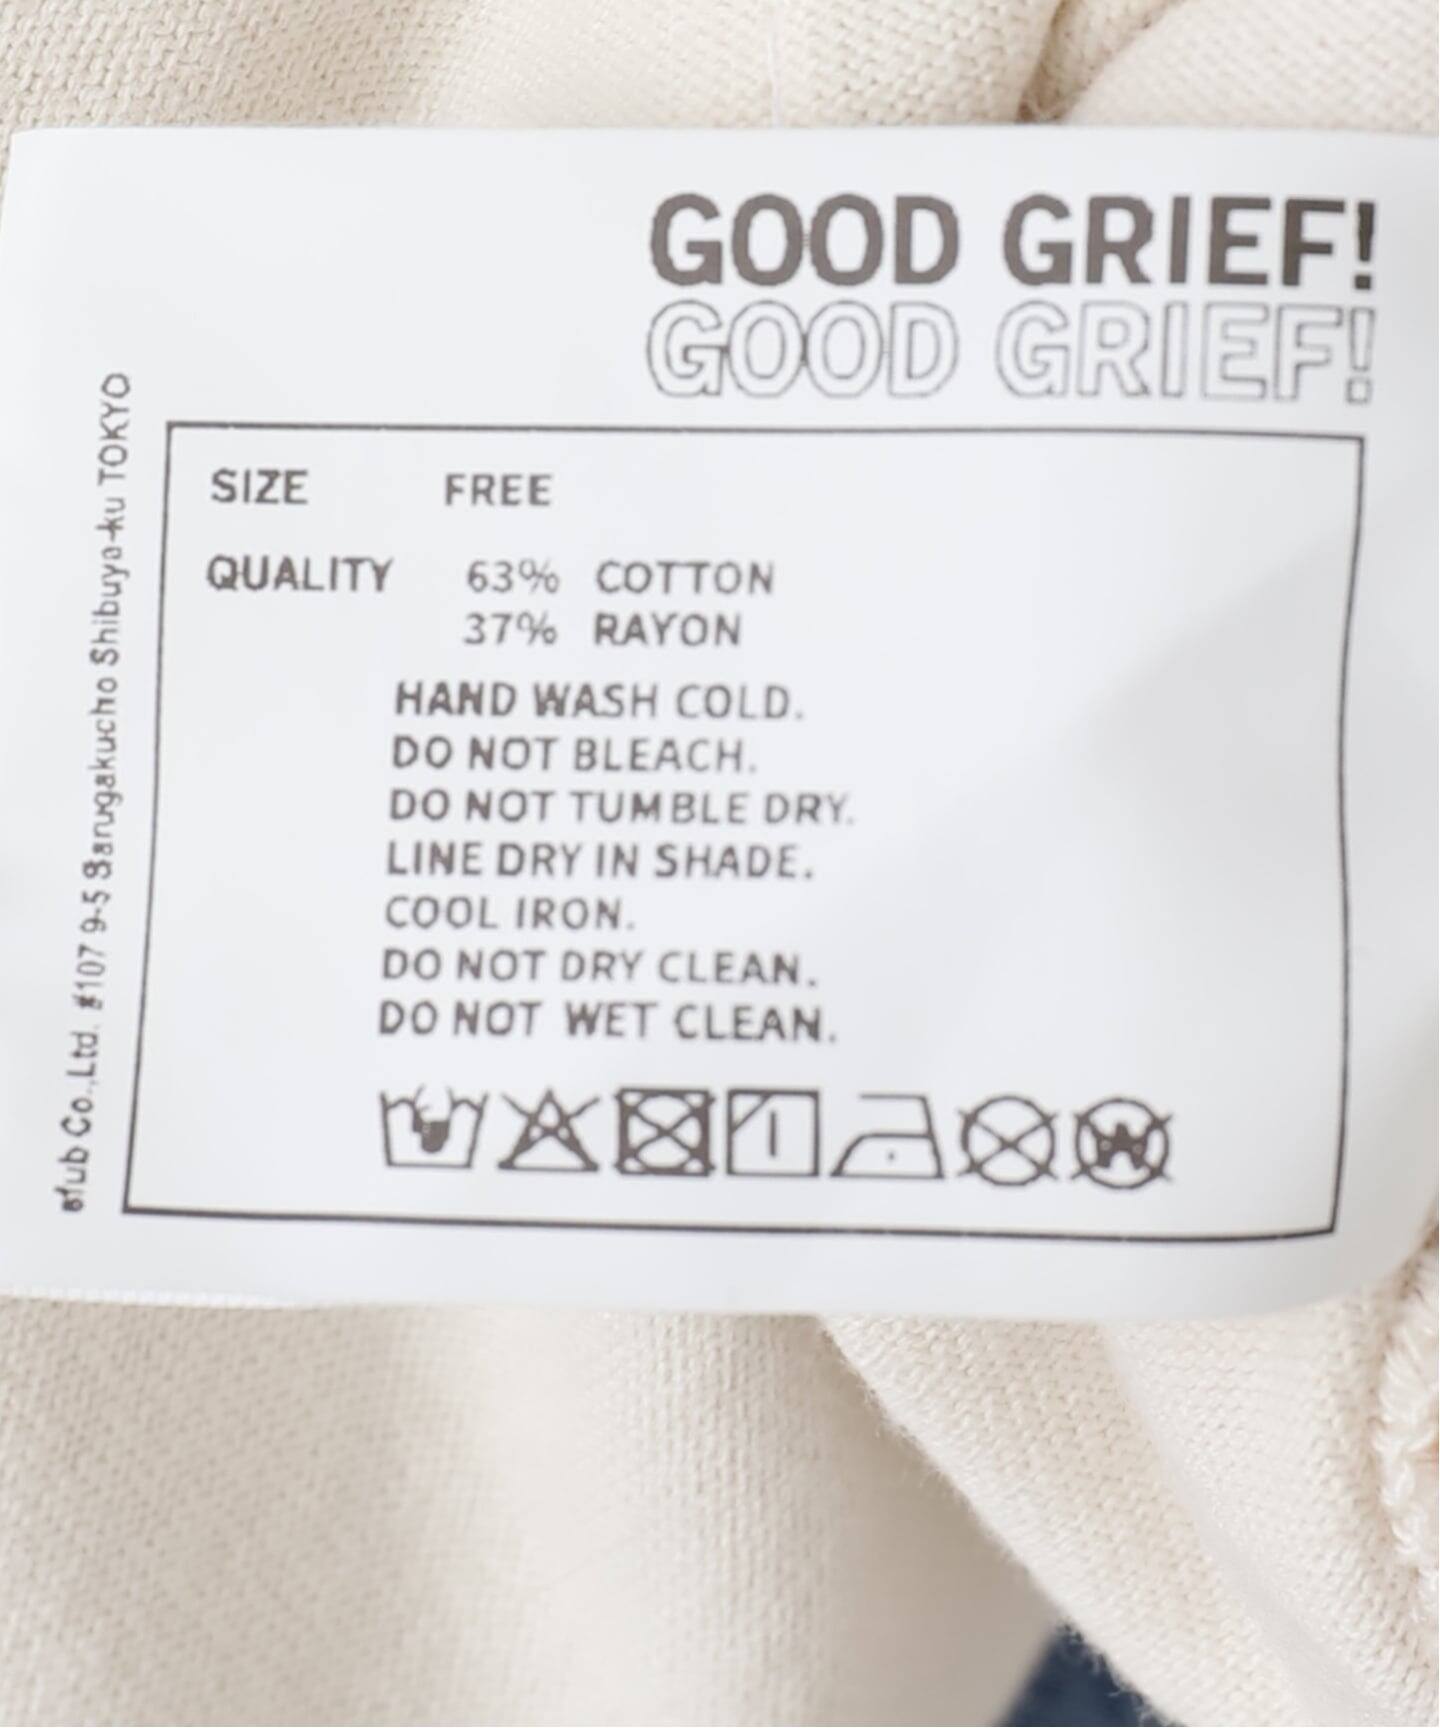 GOOD GRIEF!
GOOD GRIEF!
SIZE FREE
QUALITY 63% COTTON
37% RAYON
HAND WASH COLD.
DO NOT BLEACH.
DO NOT TUMBLE DRY.
LINE DRY IN SHADE.
COOL IRON.
DO NOT DRY CLEAN.
DO NOT WET CLEAN.
W
Co.,Ltd. #107 9-5 Sarugakucho Shibuya-ku TOKYO